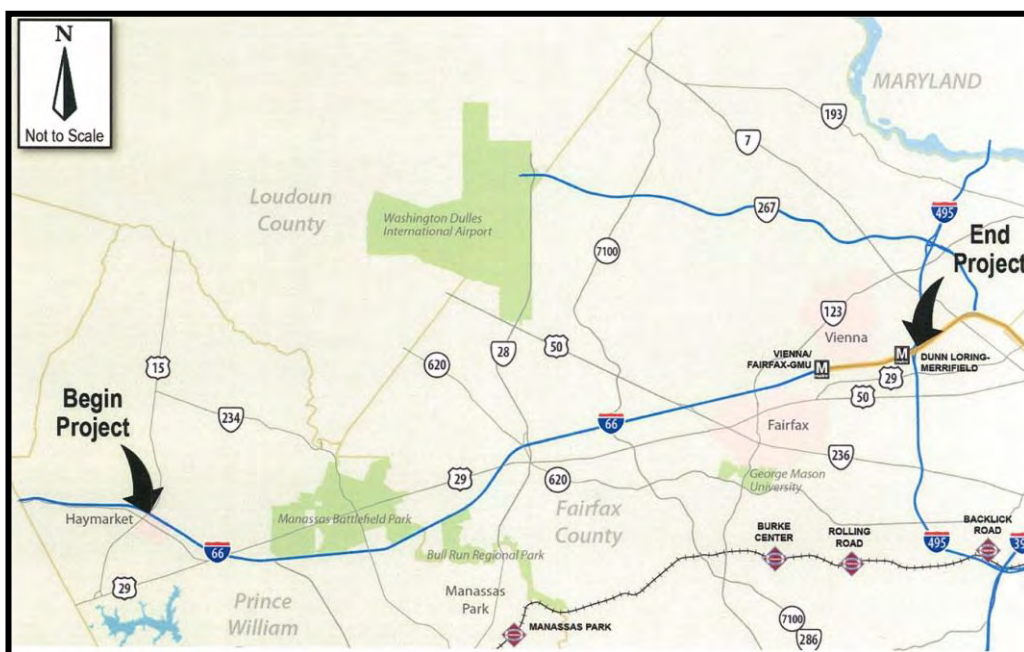 N
Not to Scale
MARYLAND
193
7
Loudoun
County
Washington Dulles
International Airport
267
495
End
Project
7100
123
Vienna
50
28
620
VIENNA/
FAIRFAX-GMU
M
M
DUNN LORING-
MERRIFIELD
29
50
15
Begin
Project
234
66
Fairfax
236
29
620
George Mason
University
Haymarket
Manassas Battlefield Park
Fairfax
County
66
Bull Run Regional Park
BURKE
CENTER
ROLLING
ROAD
BACKLICK
ROAD
495
29
Prince
William
Manassas
Park
MANASSAS PARK
7100
286